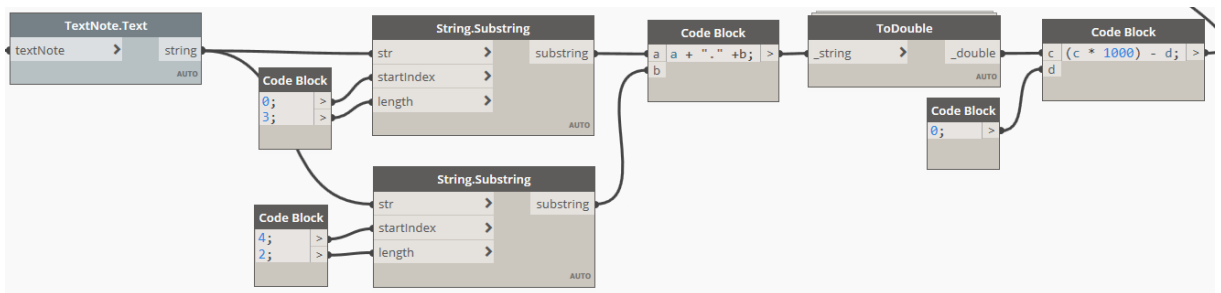 TextNote.Text
textNote > string
AUTO
String.Substring
str > substring
startIndex >
length >
AUTO
Code Block
0; >
3; >
String.Substring
str > substring
startIndex >
length >
AUTO
Code Block
4; >
2; >
Code Block
a a + "." +b; >
b
ToDouble
_string > _double
AUTO
Code Block
0; >
Code Block
c (c * 1000) - d; >
d